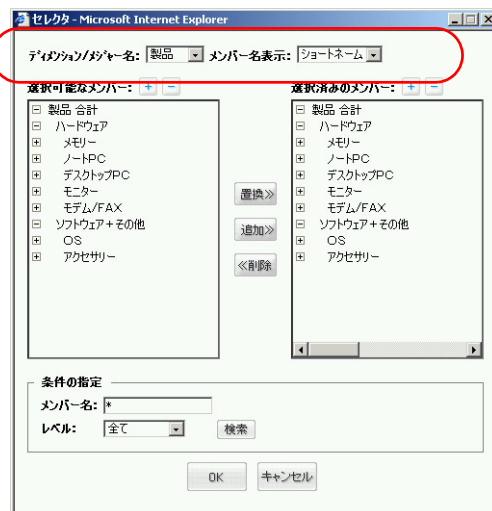 セレクタ - Microsoft Internet Explorer
ディメンション/メジャー名: 製品 メンバー名表示: ショートネーム
選択可能なメンバー: + -
選択済みのメンバー: + -
製品 合計
ハードウェア
メモリー
ノートPC
デスクトップPC
モニター
モデム/FAX
ソフトウェア+その他
OS
アクセサリー
置換≫
追加≫
≪削除
製品 合計
ハードウェア
メモリー
ノートPC
デスクトップPC
モニター
モデム/FAX
ソフトウェア+その他
OS
アクセサリー
条件の指定
メンバー名: *
レベル: 全て 検索
OK キャンセル